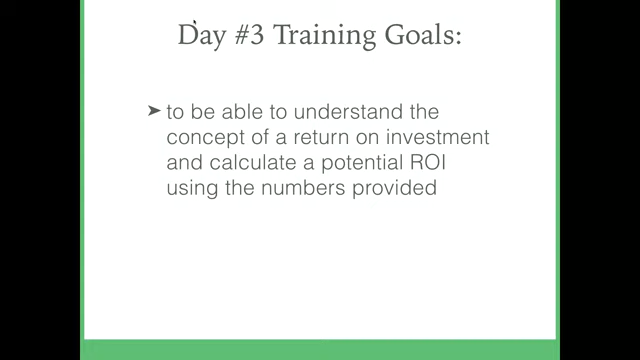 Day #3 Training Goals:
➤ to be able to understand the
concept of a return on investment
and calculate a potential ROI
using the numbers provided